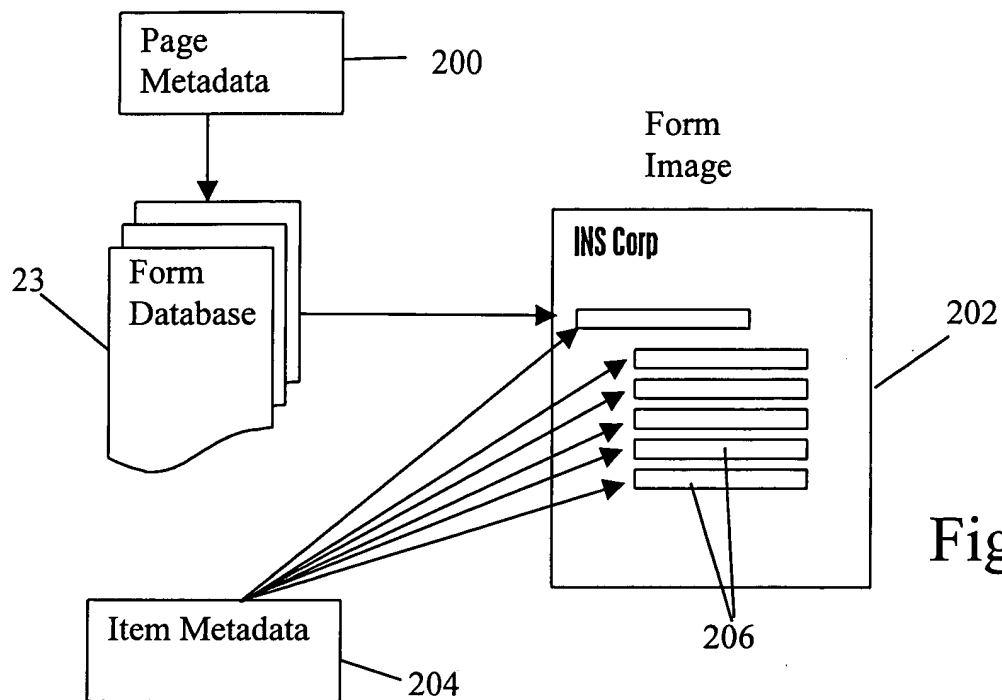 Page
Metadata
200
Form
Image
INS Corp
23
Form
Database
202
Fig
206
Item Metadata
204